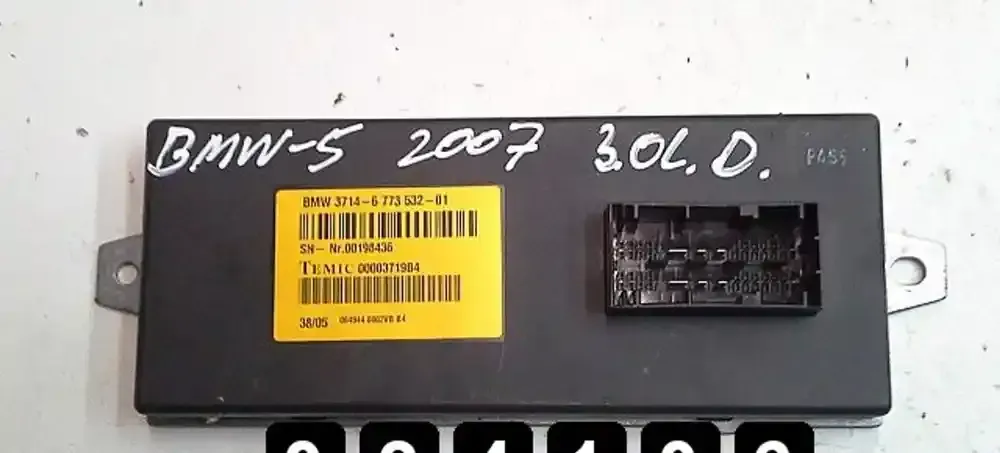 BMW-5 2007 3.0L.D.
PASS
BMW 3714-6 773 532-01
SN- Nr.00198436
TEMIC 0000371984
38/05